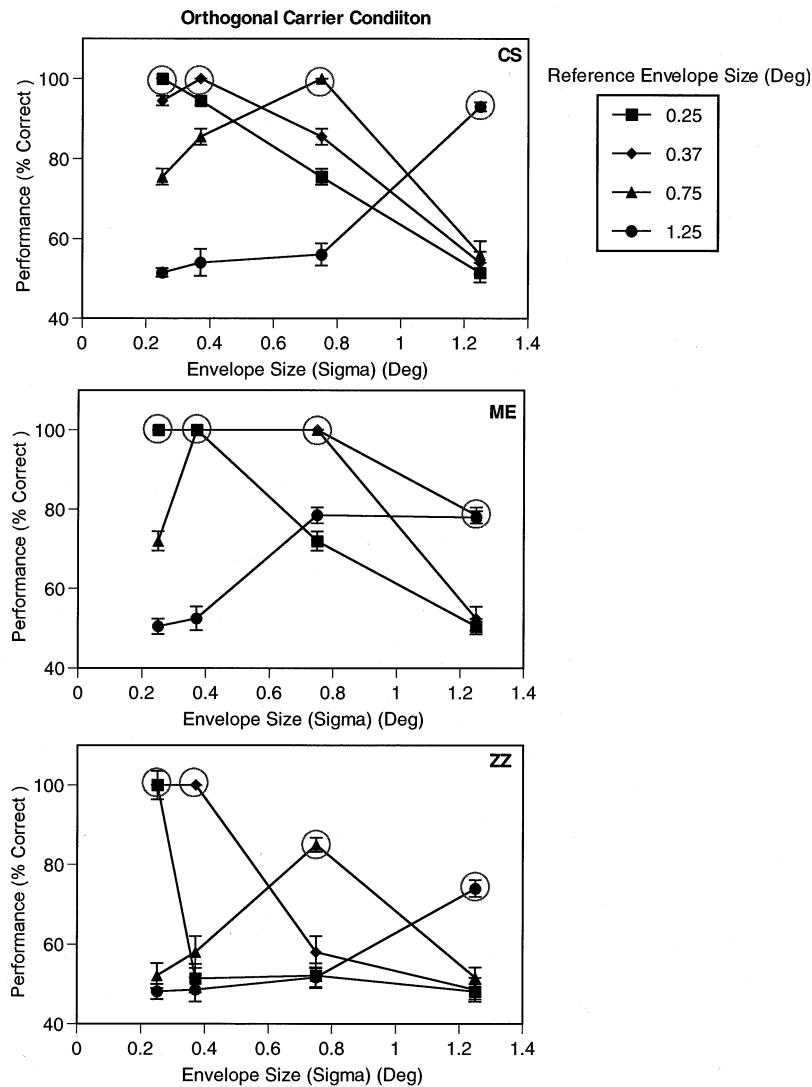 Orthogonal Carrier Condiiton
CS
Performance (% Correct )
100
80
60
40
0 0.2 0.4 0.6 0.8 1 1.2 1.4
Envelope Size (Sigma) (Deg)
Reference Envelope Size (Deg)
0.25
0.37
0.75
1.25
ME
Performance (% Correct )
100
80
60
40
0 0.2 0.4 0.6 0.8 1 1.2 1.4
Envelope Size (Sigma) (Deg)
ZZ
Performance (% Correct )
100
80
60
40
0 0.2 0.4 0.6 0.8 1 1.2 1.4
Envelope Size (Sigma) (Deg)